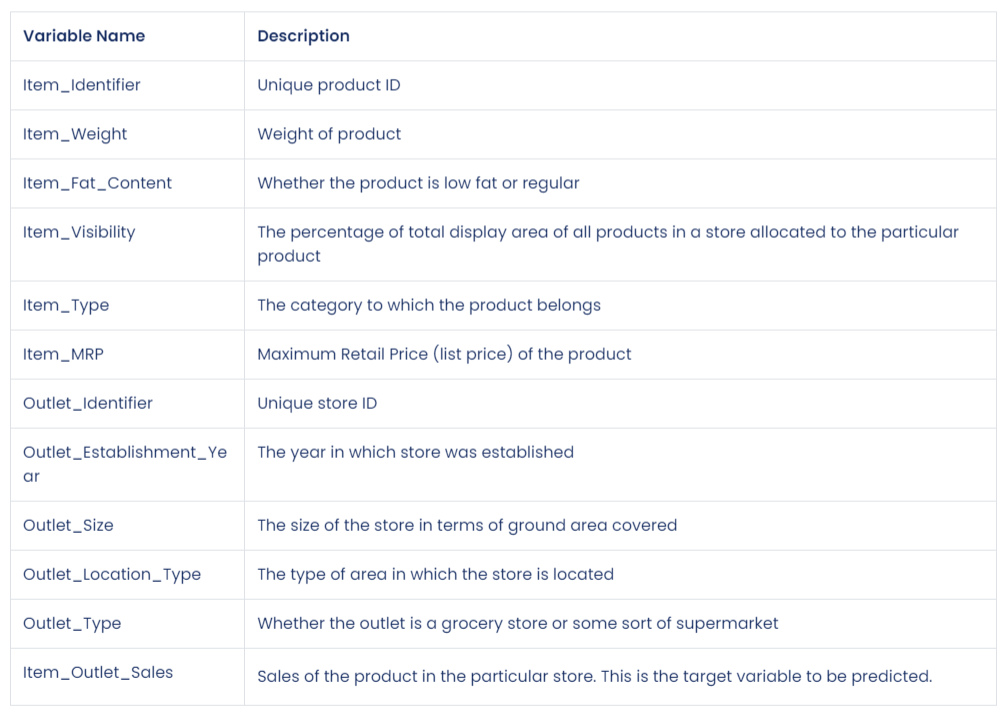 Variable Name Description
Item_Identifier Unique product ID
Item_Weight Weight of product
Item_Fat_Content Whether the product is low fat or regular
Item_Visibility The percentage of total display area of all products in a store allocated to the particular
product
Item_Type The category to which the product belongs
Item_MRP Maximum Retail Price (list price) of the product
Outlet_Identifier Unique store ID
Outlet_Establishment_Ye The year in which store was established
ar
Outlet_Size The size of the store in terms of ground area covered
Outlet_Location_Type The type of area in which the store is located
Outlet_Type Whether the outlet is a grocery store or some sort of supermarket
Item_Outlet_Sales Sales of the product in the particular store. This is the target variable to be predicted.